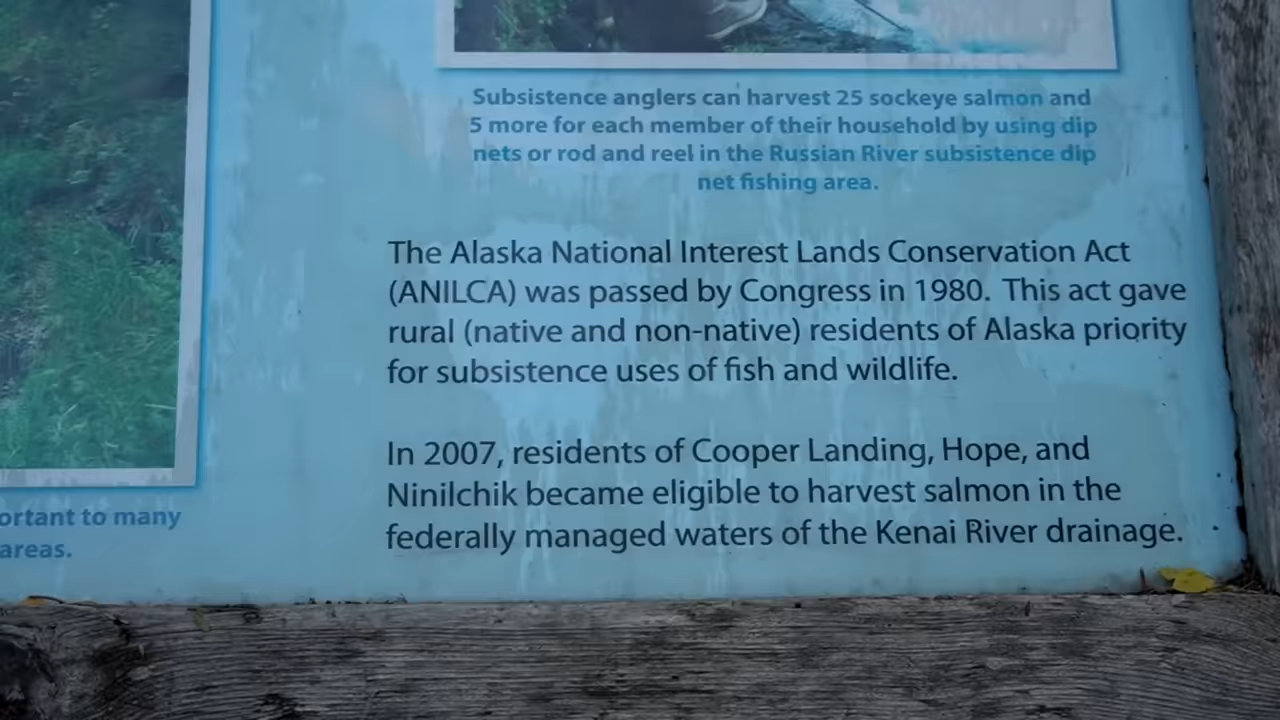 Subsistence anglers can harvest 25 sockeye salmon and
5 more for each member of their household by using dip
nets or rod and reel in the Russian River subsistence dip
net fishing area.
The Alaska National Interest Lands Conservation Act
(ANILCA) was passed by Congress in 1980. This act gave
rural (native and non-native) residents of Alaska priority
for subsistence uses of fish and wildlife.
In 2007, residents of Cooper Landing, Hope, and
Ninilchik became eligible to harvest salmon in the
federally managed waters of the Kenai River drainage.
ortant to many
areas.